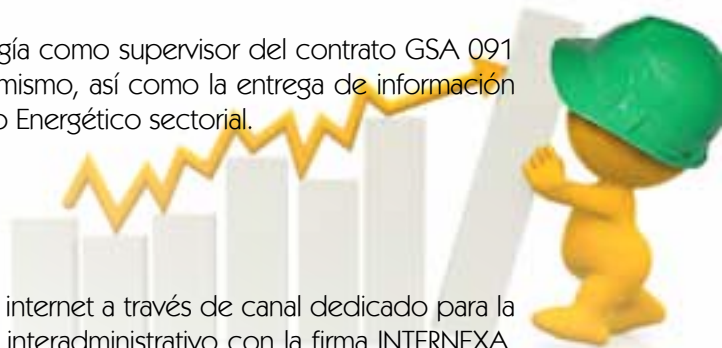 gía como supervisor del contrato GSA 091
mismo, así como la entrega de información
o Energético sectorial.
internet a través de canal dedicado para la
interadministrativo con la firma INTERNEXA